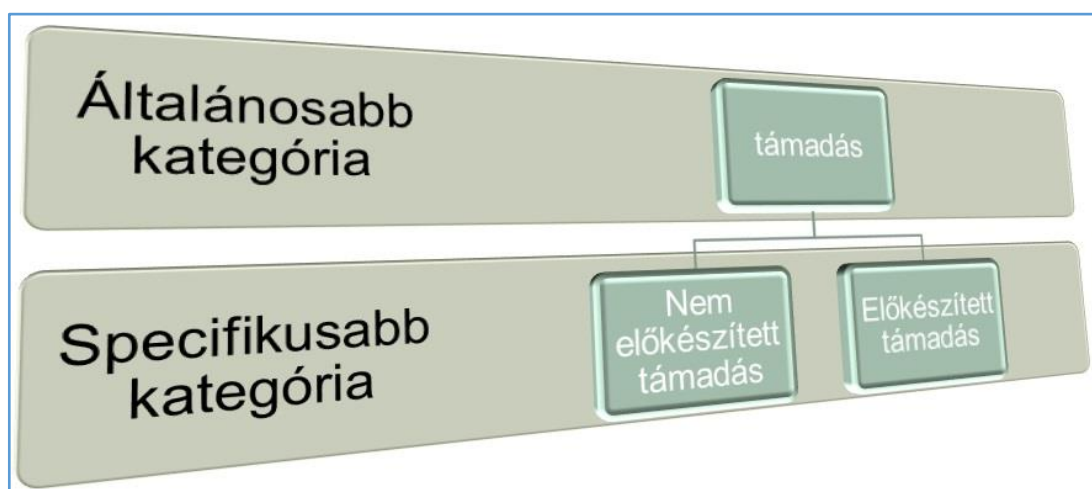 Általánosabb
kategória
támadás
Specifikusabb
kategória
Nem
előkészített
támadás
Előkészített
támadás